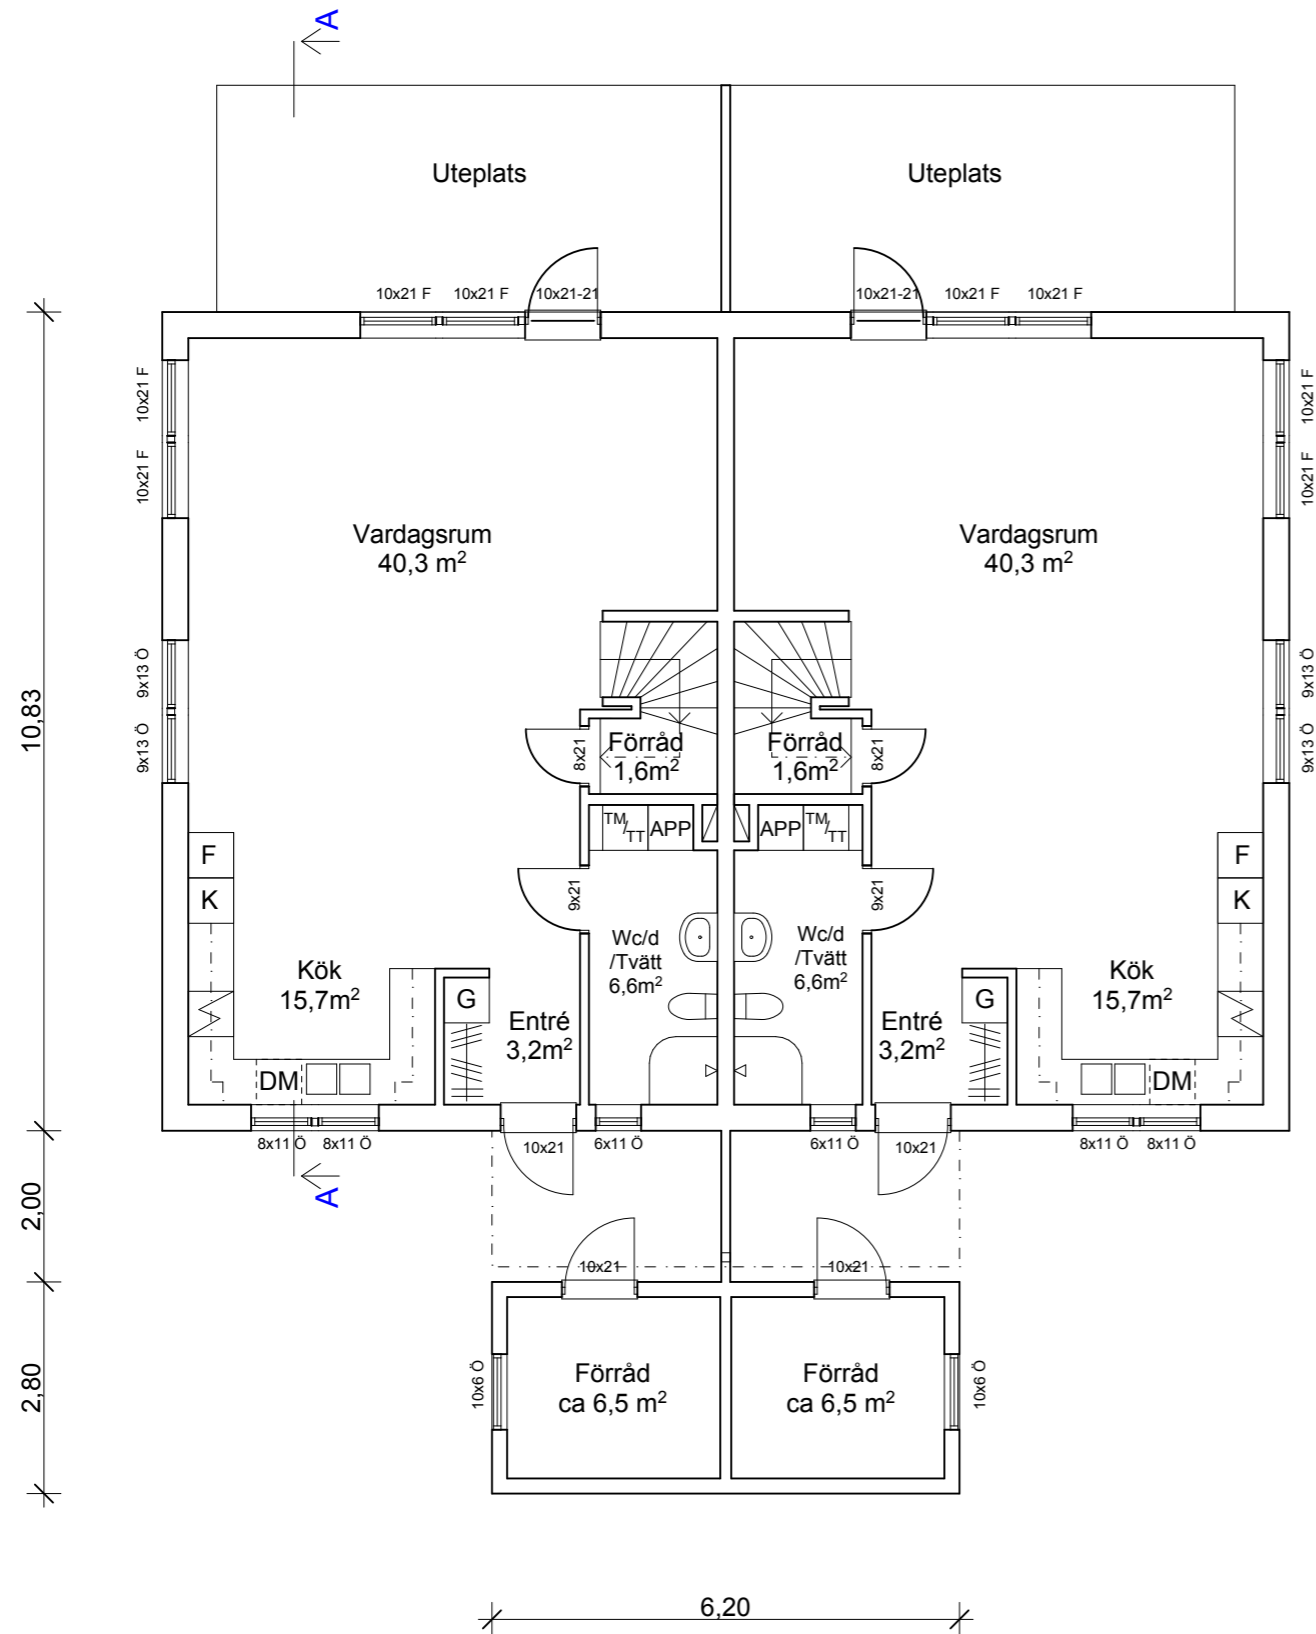 A
Uteplats
Uteplats
10x21 F
10x21 F
10x21-21
10x21-21
10x21 F
10x21 F
10x21 F
10x21 F
10x21 F
10x21 F
Vardagsrum
40,3 m²
Vardagsrum
40,3 m²
9x13 Ö
9x13 Ö
9x13 Ö
9x13 Ö
10,83
8x21
Förråd
1,6m²
Förråd
1,6m²
8x21
TM/TT
APP
APP
TM/TT
F
K
F
K
9x21
9x21
Wc/d
/Tvätt
6,6m²
Wc/d
/Tvätt
6,6m²
Kök
15,7m²
G
Entré
3,2m²
Entré
3,2m²
G
Kök
15,7m²
DM
DM
8x11 Ö
8x11 Ö
10x21
6x11 Ö
6x11 Ö
10x21
8x11 Ö
8x11 Ö
A
2,00
10x21
10x21
2,80
10x6 Ö
Förråd
ca 6,5 m²
Förråd
ca 6,5 m²
10x6 Ö
6,20